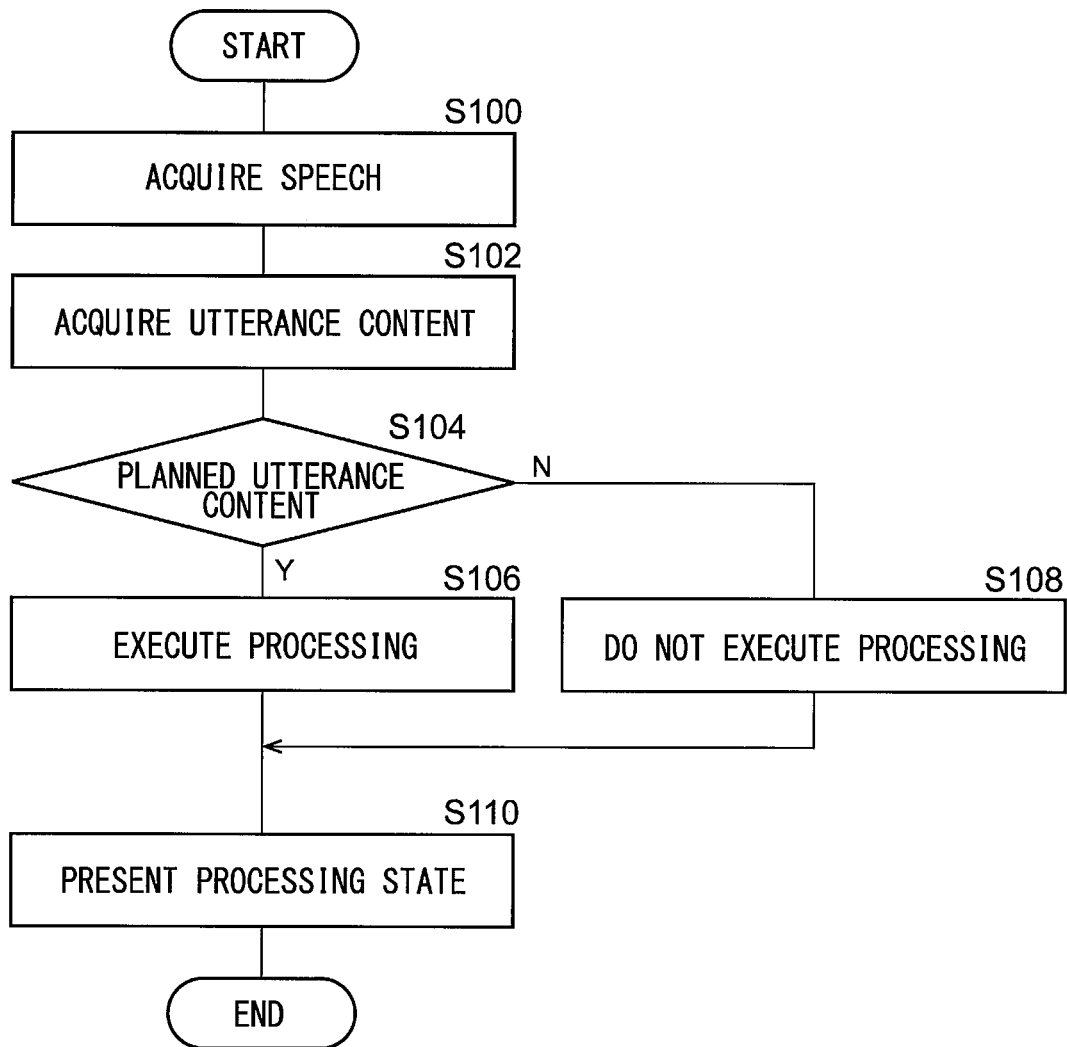 START
S100
ACQUIRE SPEECH
S102
ACQUIRE UTTERANCE CONTENT
S104
PLANNED UTTERANCE
CONTENT
N
Y
S106
EXECUTE PROCESSING
S108
DO NOT EXECUTE PROCESSING
S110
PRESENT PROCESSING STATE
END